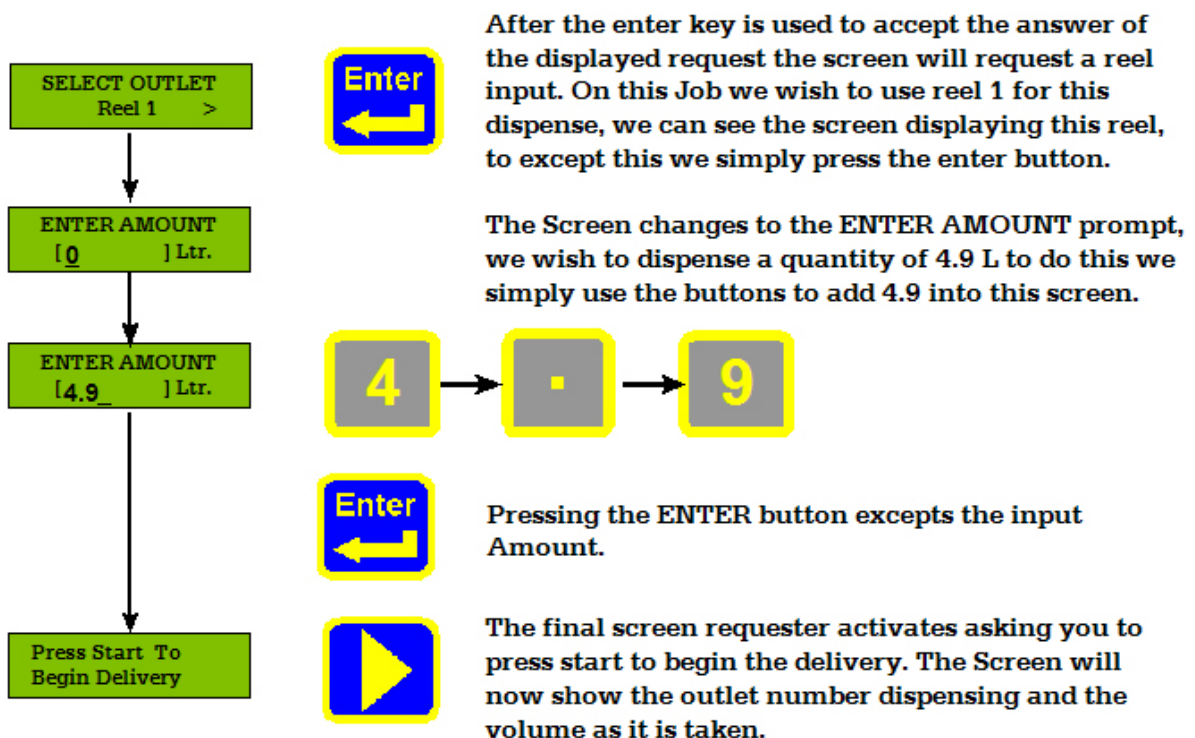 SELECT OUTLET
Reel 1 >
Enter
After the enter key is used to accept the answer of
the displayed request the screen will request a reel
input. On this Job we wish to use reel 1 for this
dispense, we can see the screen displaying this reel,
to except this we simply press the enter button.
ENTER AMOUNT
[0 ] Ltr.
The Screen changes to the ENTER AMOUNT prompt,
we wish to dispense a quantity of 4.9 L to do this we
simply use the buttons to add 4.9 into this screen.
ENTER AMOUNT
[4.9_ ] Ltr.
4 . 9
Enter
Pressing the ENTER button excepts the input
Amount.
Press Start To
Begin Delivery
The final screen requester activates asking you to
press start to begin the delivery. The Screen will
now show the outlet number dispensing and the
volume as it is taken.